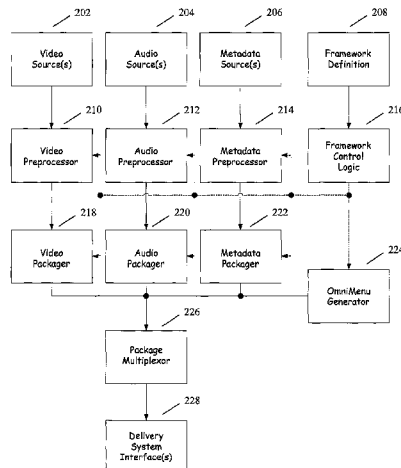 202
204
206
208
Video
Source(s)
Audio
Source(s)
Metadata
Source(s)
Framework
Definition
210
212
214
216
Video
Preprocessor
Audio
Preprocessor
Metadata
Preprocessor
Framework
Control
Logic
218
220
222
224
Video
Packager
Audio
Packager
Metadata
Packager
OmniMenu
Generator
226
Package
Multiplexor
228
Delivery
System
Interface(s)